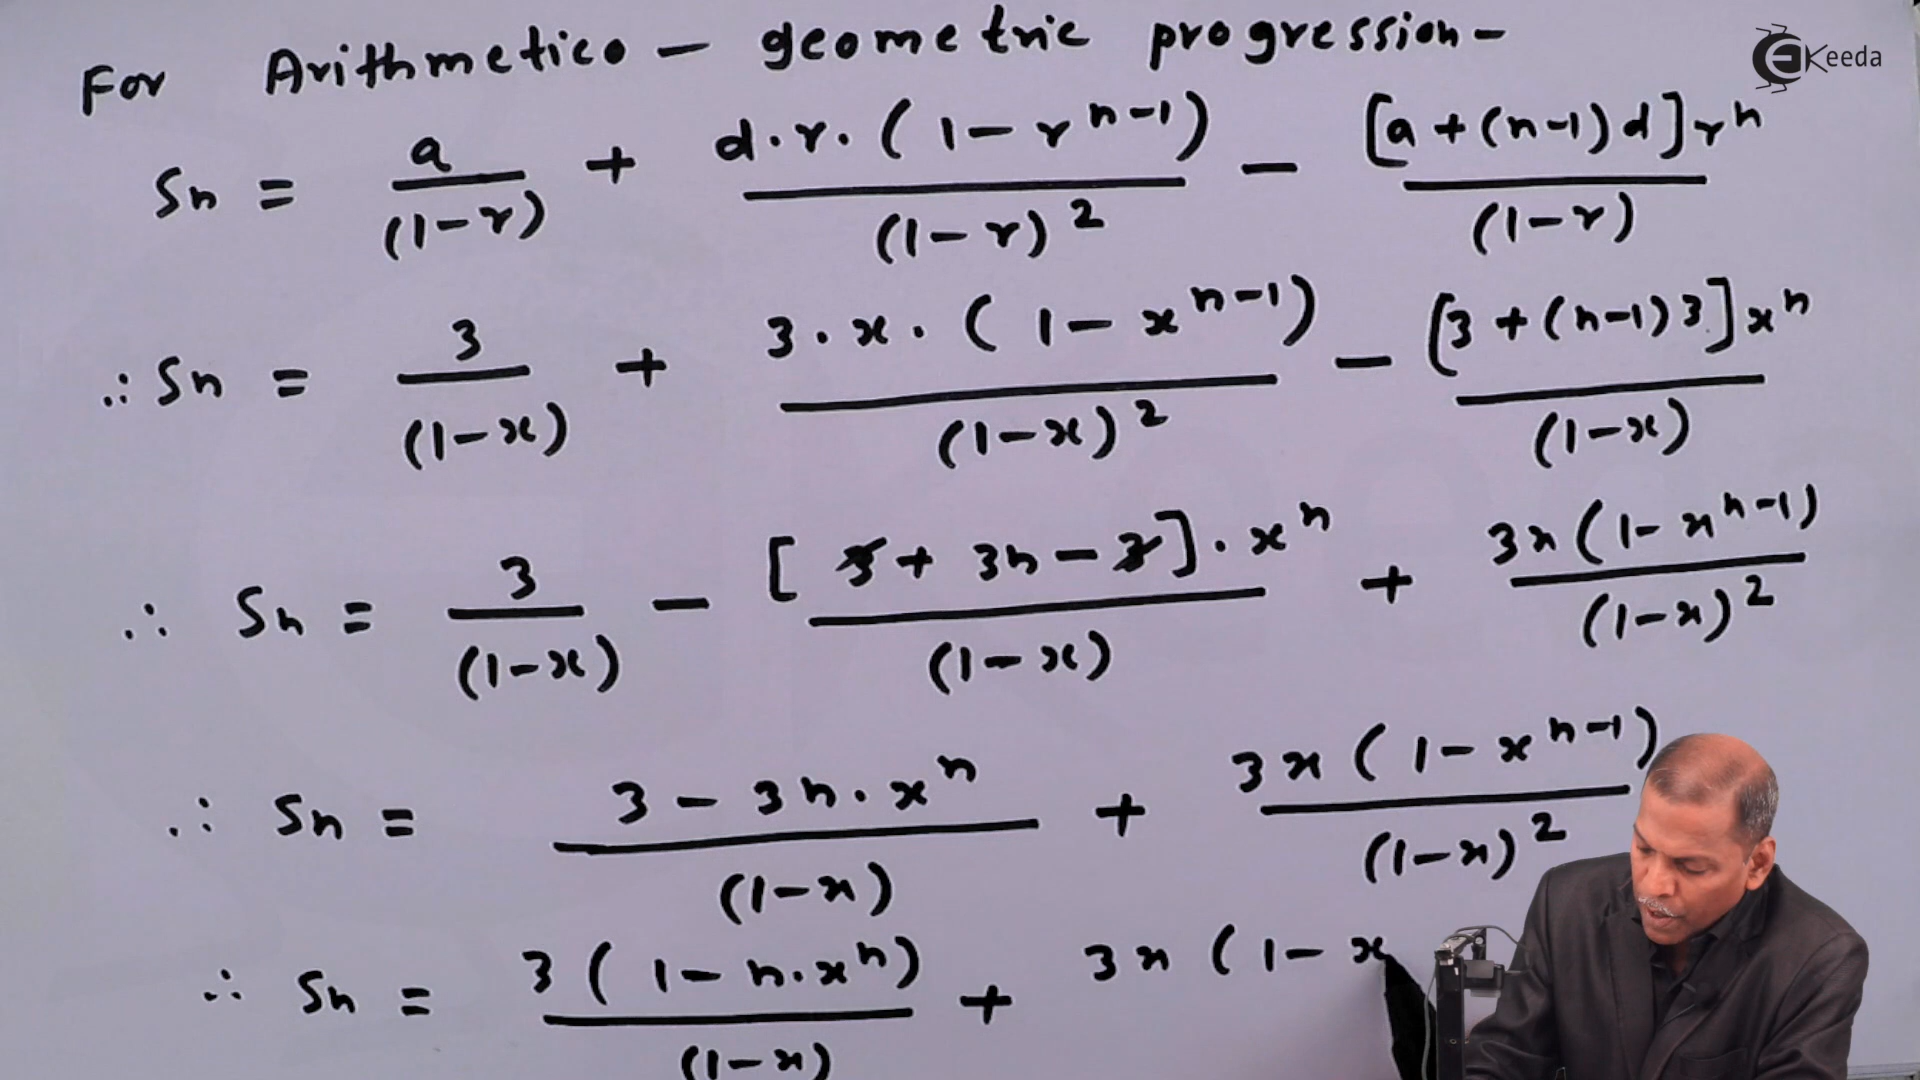 For Arithmetico - geometric progression -
Keeda
Sn = a/(1-r) + d.r.(1-r^n-1)/(1-r)^2 - [a+(n-1)d]r^n/(1-r)
∴ Sn = 3/(1-x) + 3.x.(1-x^n-1)/(1-x)^2 - [3+(n-1)3]x^n/(1-x)
∴ Sn = 3/(1-x) - [3+3n-3].x^n/(1-x) + 3x(1-x^n-1)/(1-x)^2
∴ Sn = 3-3n.x^n/(1-x) + 3x(1-x^n-1)/(1-x)^2
∴ Sn = 3(1-n.x^n)/(1-x) + 3x(1-x